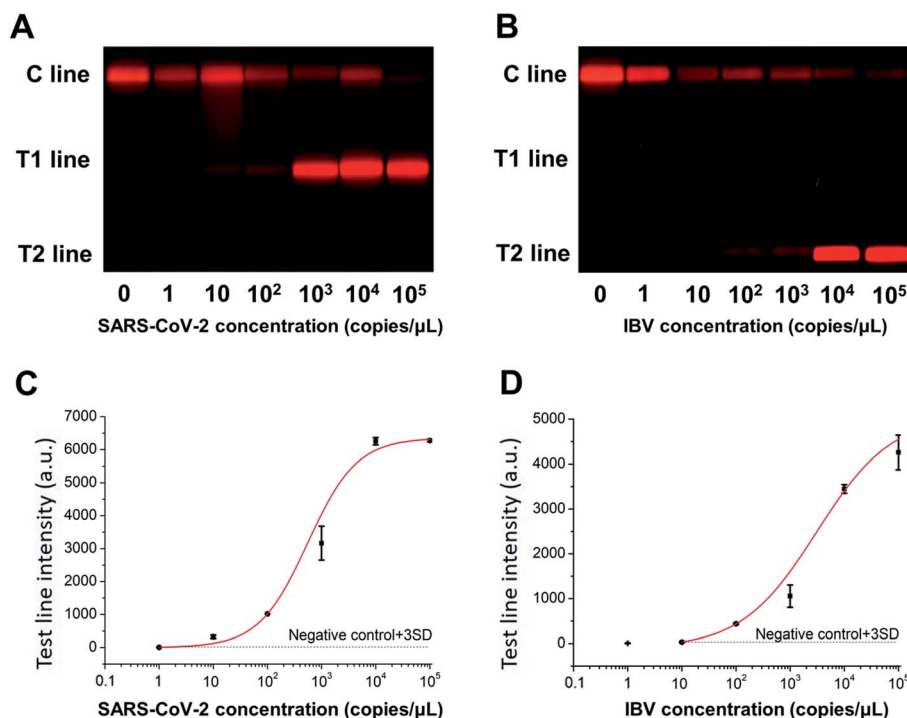 A
C line
T1 line
T2 line
0 1 10 10² 10³ 10⁴ 10⁵
SARS-CoV-2 concentration (copies/μL)
B
C line
T1 line
T2 line
0 1 10 10² 10³ 10⁴ 10⁵
IBV concentration (copies/μL)
C
Test line intensity (a.u.)
7000
6000
5000
4000
3000
2000
1000
0
Negative control+3SD
0.1 1 10 10² 10³ 10⁴ 10⁵
SARS-CoV-2 concentration (copies/μL)
D
Test line intensity (a.u.)
5000
4000
3000
2000
1000
0
Negative control+3SD
0.1 1 10 10² 10³ 10⁴ 10⁵
IBV concentration (copies/μL)